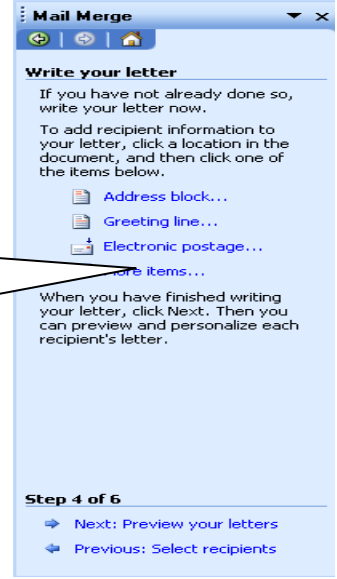 Mail Merge
Write your letter
If you have not already done so,
write your letter now.
To add recipient information to
your letter, click a location in the
document, and then click one of
the items below.
Address block...
Greeting line...
Electronic postage...
More items...
When you have finished writing
your letter, click Next. Then you
can preview and personalize each
recipient's letter.
Step 4 of 6
Next: Preview your letters
Previous: Select recipients